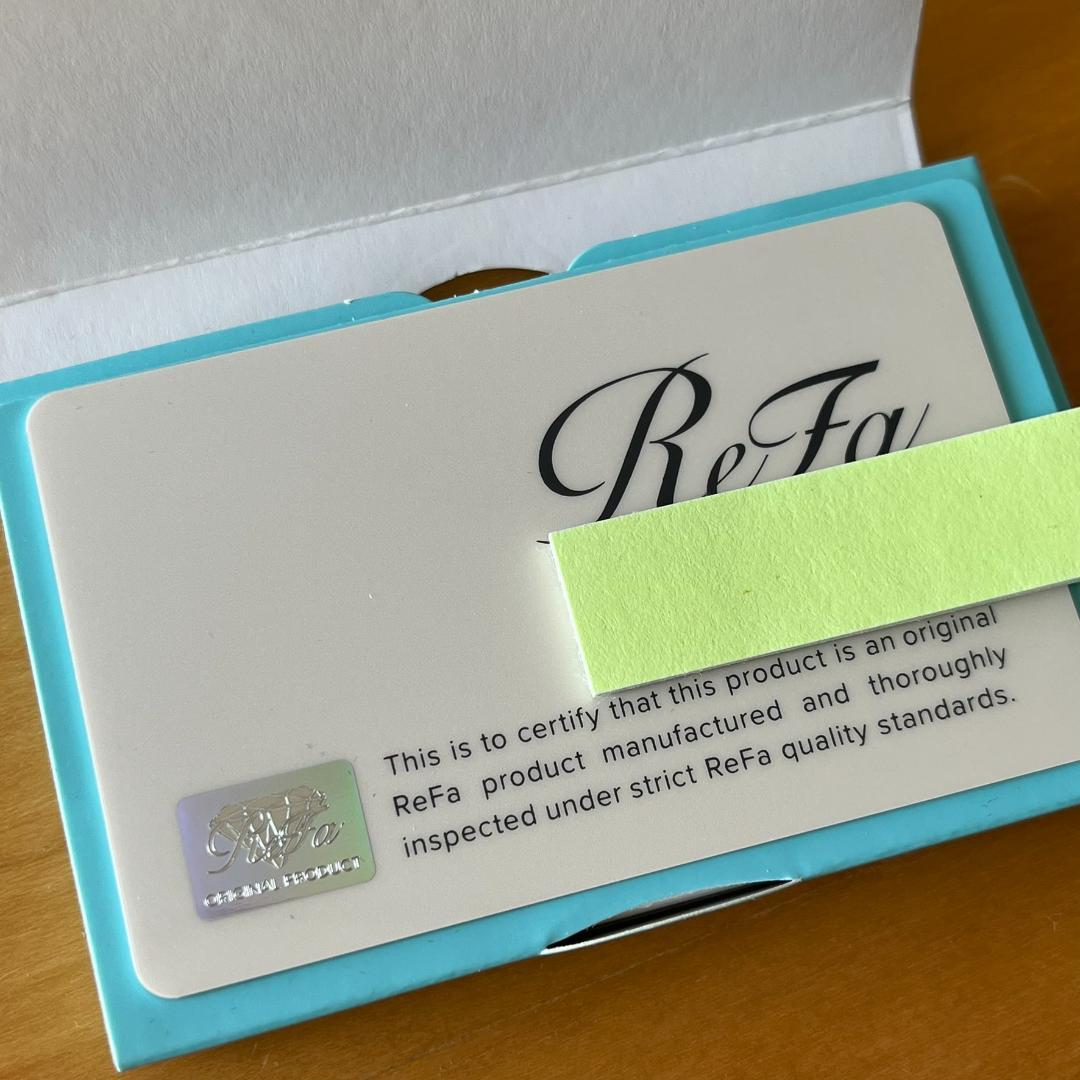 ReFa
This is to certify that this product is an original
ReFa product manufactured and thoroughly
inspected under strict ReFa quality standards.
ReFa
ORIGINAL PRODUCT